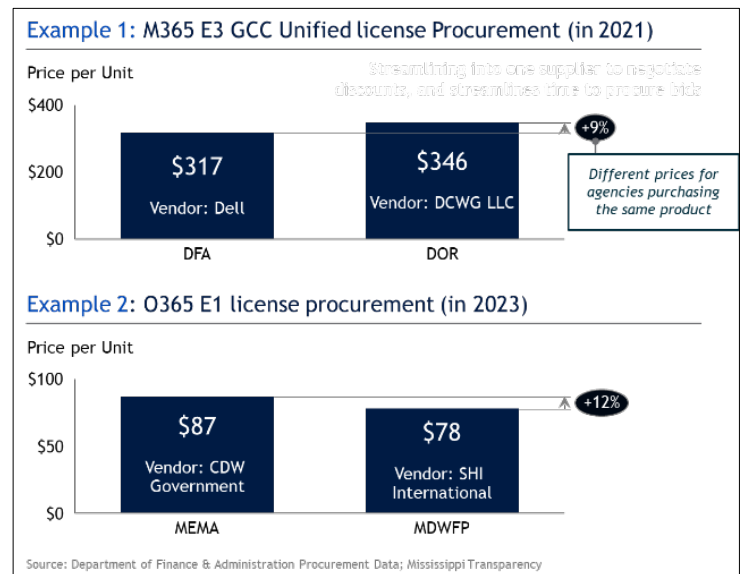 Example 1: M365 E3 GCC Unified license Procurement (in 2021)
Price per Unit
Streamlining into one supplier to negotiate
discounts, and streamlines time to procure bids
$400
$200
$0
$317
Vendor: Dell
$346
Vendor: DCWG LLC
+9%
Different prices for
agencies purchasing
the same product
DFA
DOR
Example 2: O365 E1 license procurement (in 2023)
Price per Unit
$100
$50
$0
$87
Vendor: CDW
Government
$78
Vendor: SHI
International
+12%
MEMA
MDWFP
Source: Department of Finance & Administration Procurement Data; Mississippi Transparency